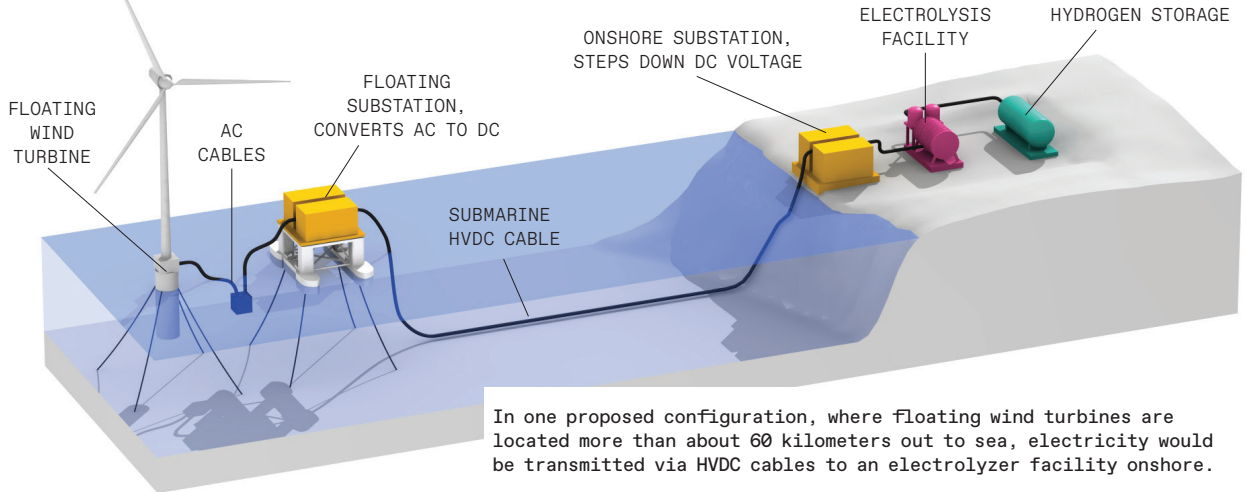 FLOATING
WIND
TURBINE
AC
CABLES
FLOATING
SUBSTATION,
CONVERTS AC TO DC
SUBMARINE
HVDC CABLE
ONSHORE SUBSTATION,
STEPS DOWN DC VOLTAGE
ELECTROLYSIS
FACILITY
HYDROGEN STORAGE
In one proposed configuration, where floating wind turbines are
located more than about 60 kilometers out to sea, electricity would
be transmitted via HVDC cables to an electrolyzer facility onshore.